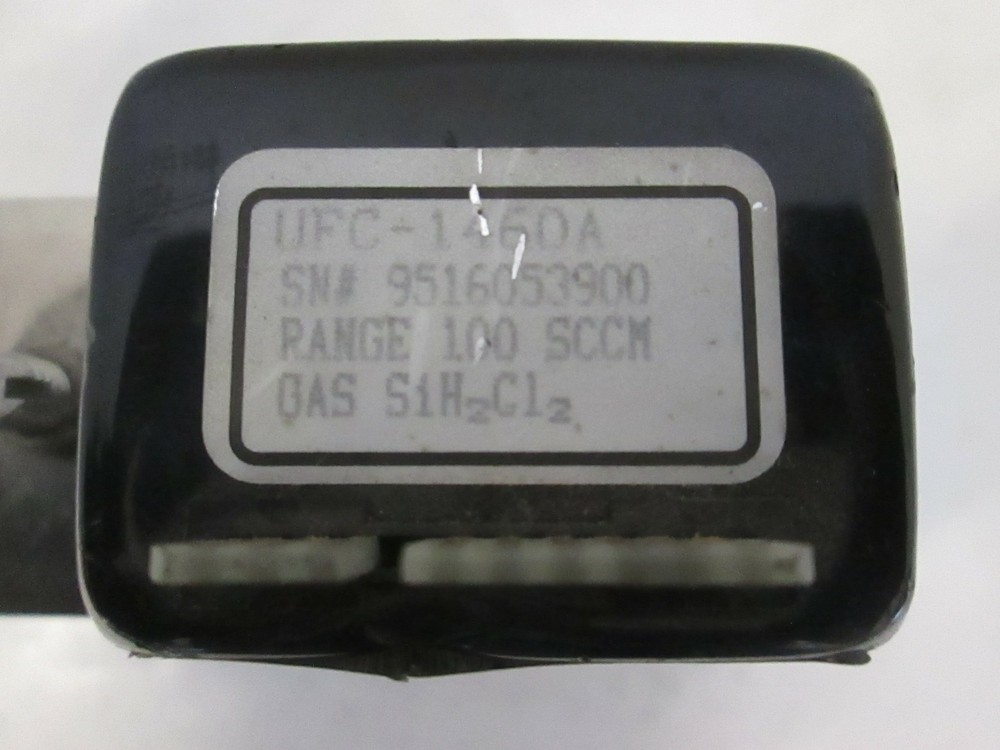 UFC-1460A
SN# 9516053900
RANGE 100 SCCM
GAS SiH₂Cl₂